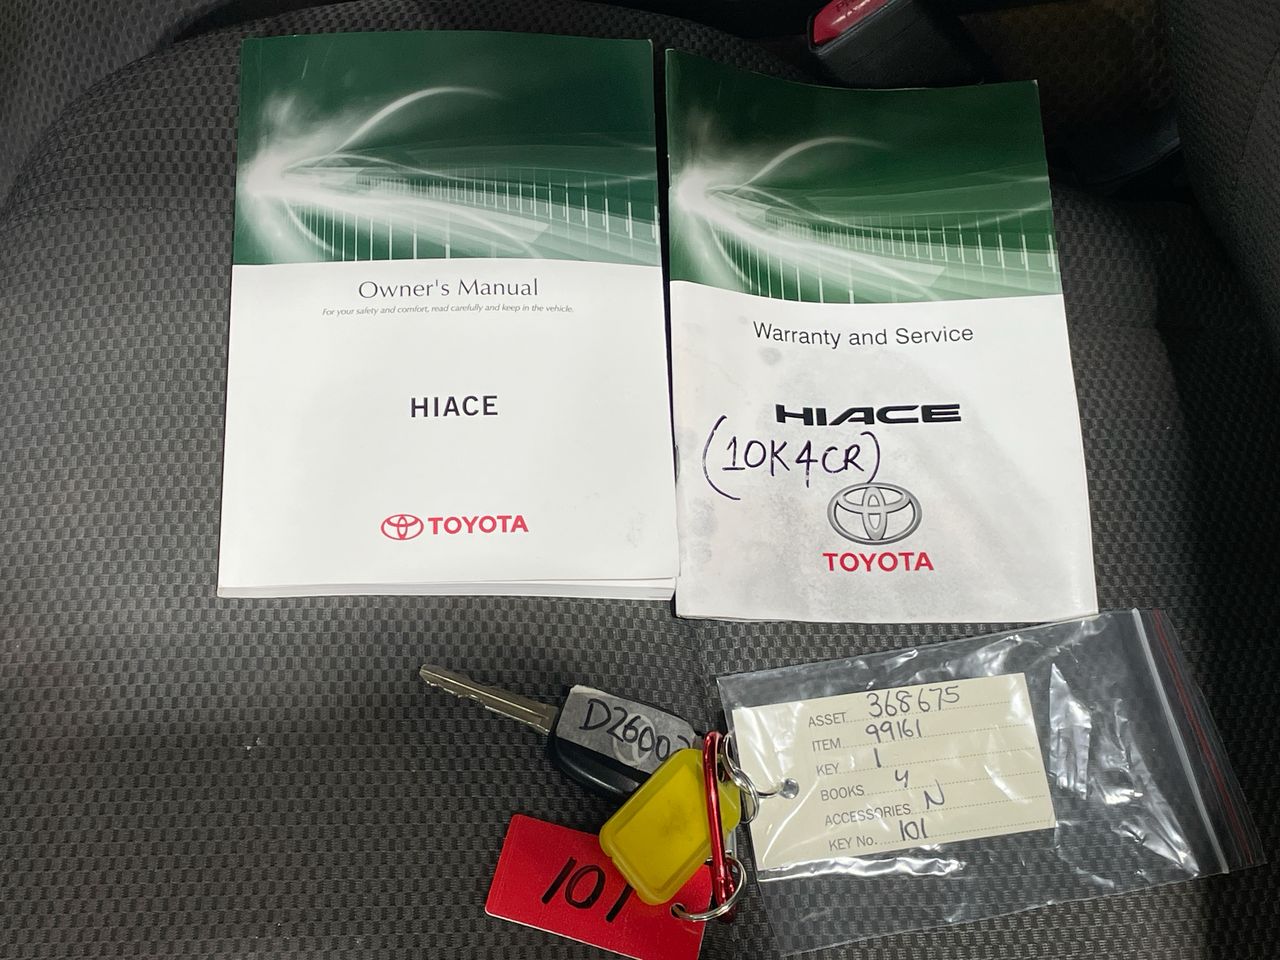 Owner's Manual
For your safety and comfort, read carefully and keep in the vehicle.
HIACE
TOYOTA
Warranty and Service
HIACE
(10K4CR)
TOYOTA
ASSET 368675
ITEM 99161
KEY 1
BOOKS Y
ACCESSORIES N
KEY No. 101
101